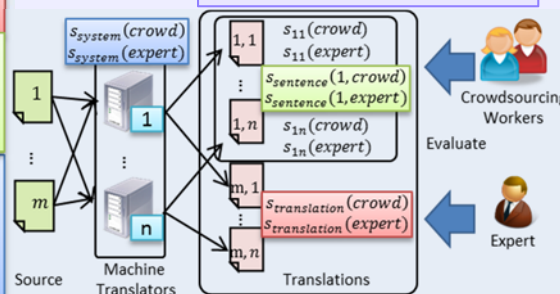 s_system(crowd)
s_system(expert)
1
⋮
m
Source
1
⋮
n
Machine
Translators
1, 1
s_11(crowd)
s_11(expert)
⋮
s_sentence(1,crowd)
s_sentence(1,expert)
1, n
s_1n(crowd)
s_1n(expert)
m, 1
⋮
s_translation(crowd)
s_translation(expert)
m, n
Translations
Crowdsourcing
Workers
Evaluate
Expert